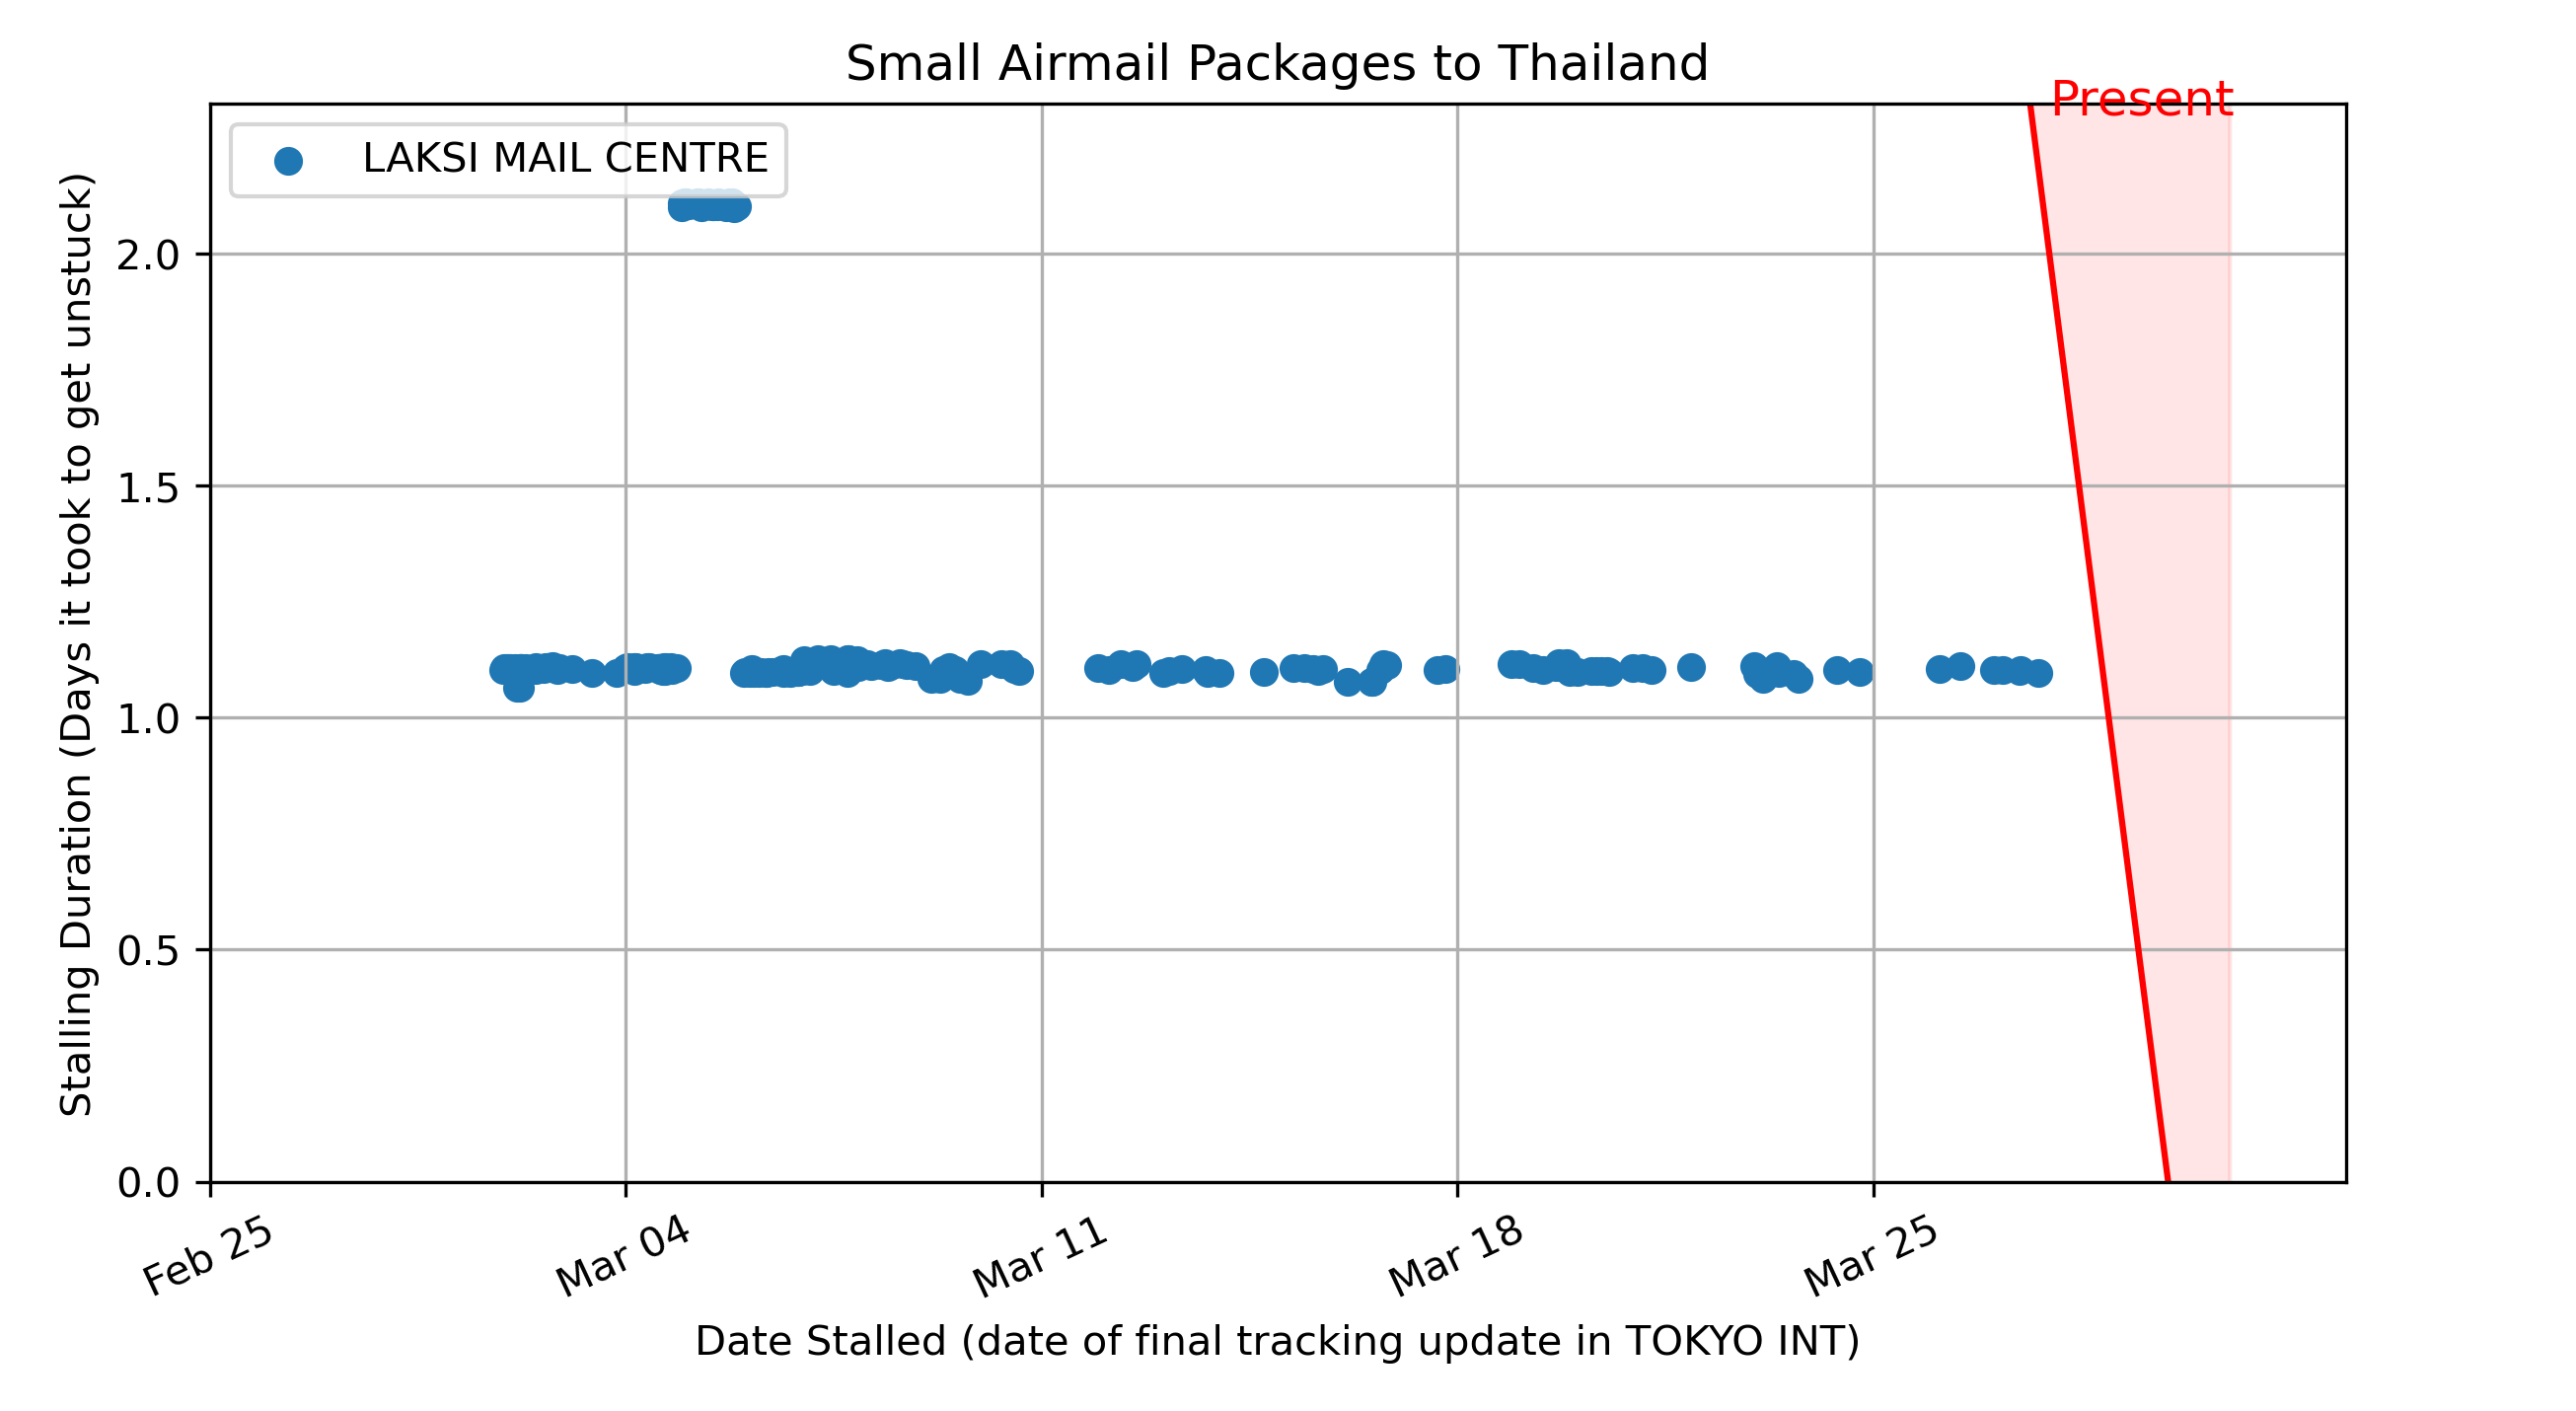 Small Airmail Packages to Thailand
Present
LAKSI MAIL CENTRE
Stalling Duration (Days it took to get unstuck)
2.0
1.5
1.0
0.5
0.0
Feb 25
Mar 04
Mar 11
Mar 18
Mar 25
Date Stalled (date of final tracking update in TOKYO INT)